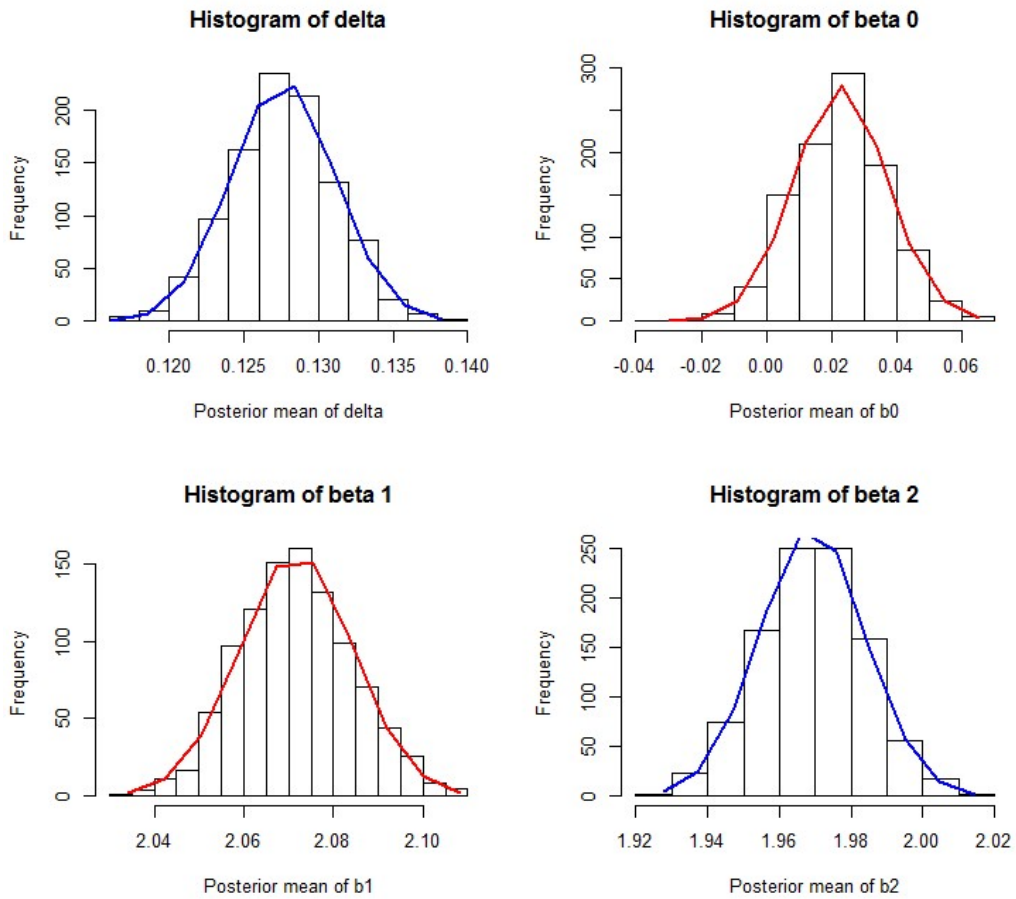 Histogram of delta
Frequency
0 50 100 150 200
0.120 0.125 0.130 0.135 0.140
Posterior mean of delta
Histogram of beta 0
Frequency
0 50 100 200 300
-0.04 -0.02 0.00 0.02 0.04 0.06
Posterior mean of b0
Histogram of beta 1
Frequency
0 50 100 150
2.04 2.06 2.08 2.10
Posterior mean of b1
Histogram of beta 2
Frequency
0 50 100 150 200 250
1.92 1.94 1.96 1.98 2.00 2.02
Posterior mean of b2